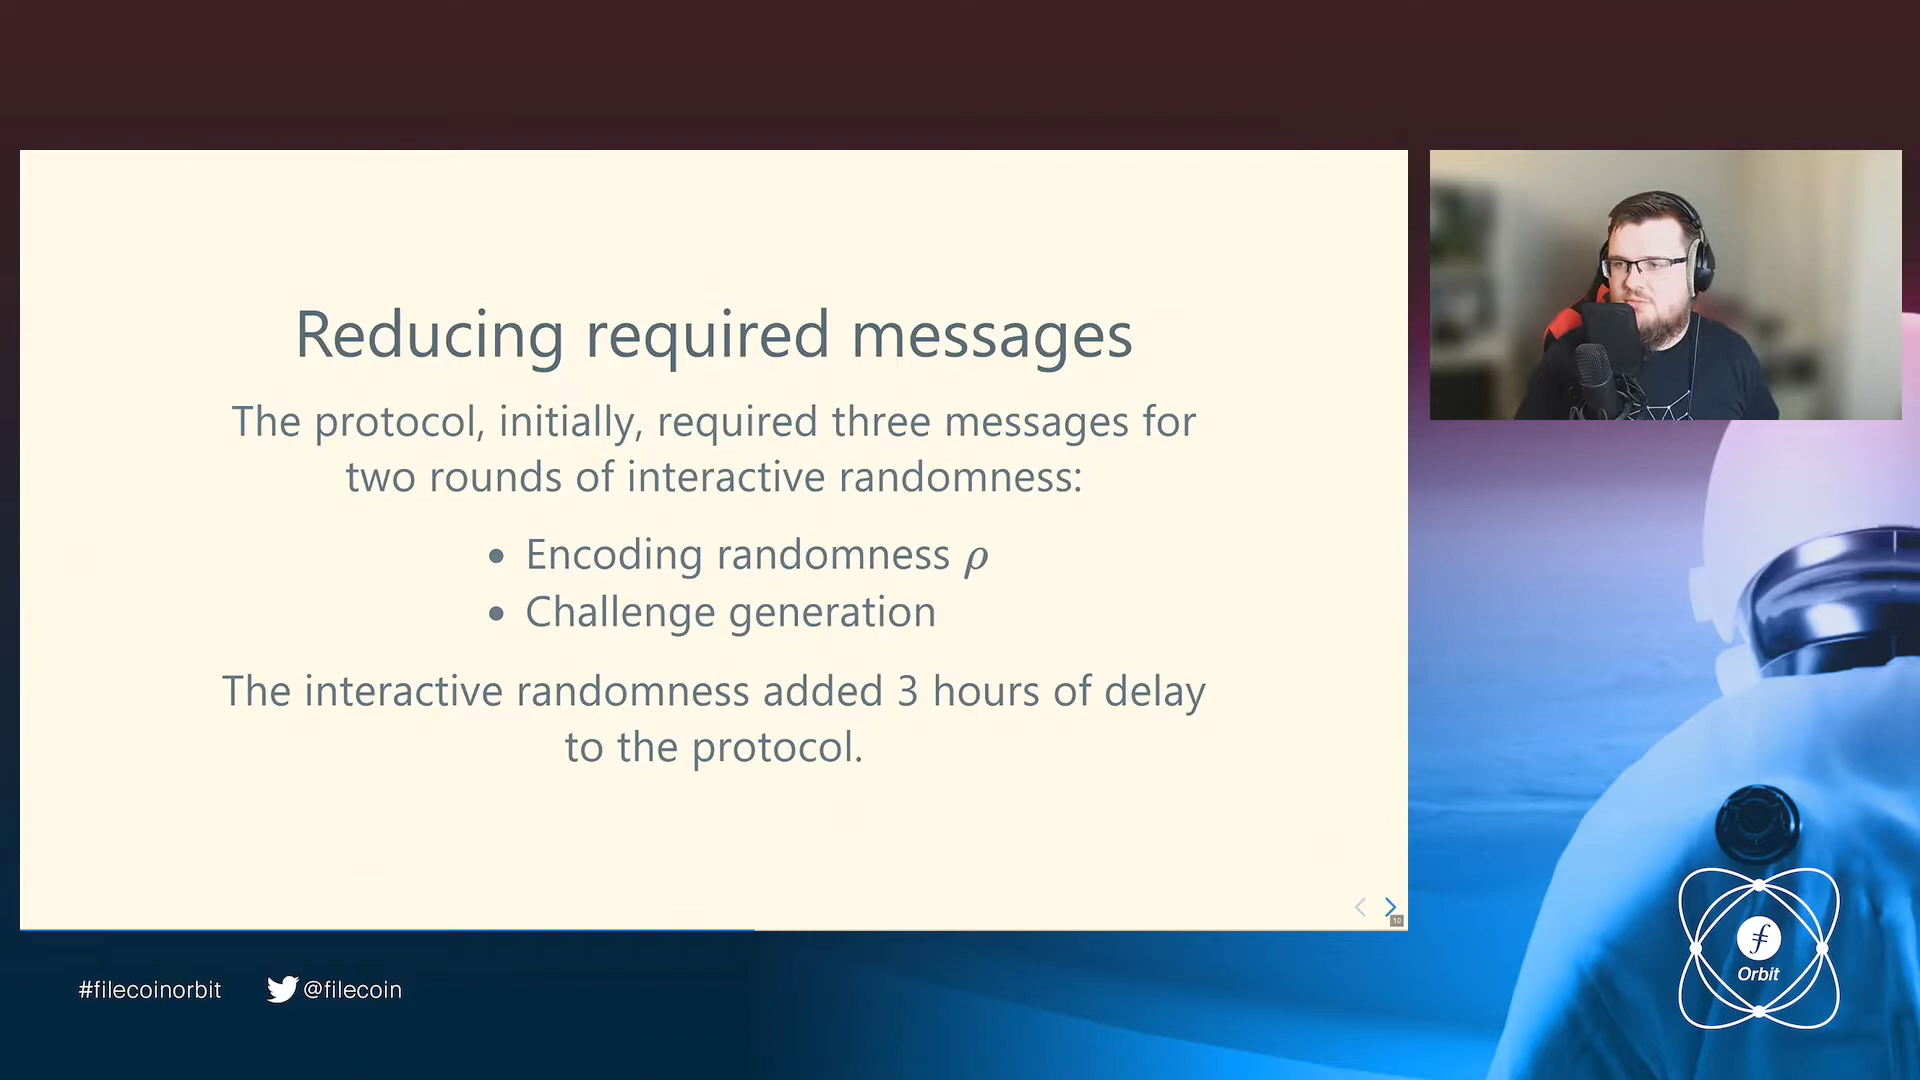 Reducing required messages
The protocol, initially, required three messages for
two rounds of interactive randomness:
• Encoding randomness ρ
• Challenge generation
The interactive randomness added 3 hours of delay
to the protocol.
10
#filecoinorbit @filecoin
Orbit